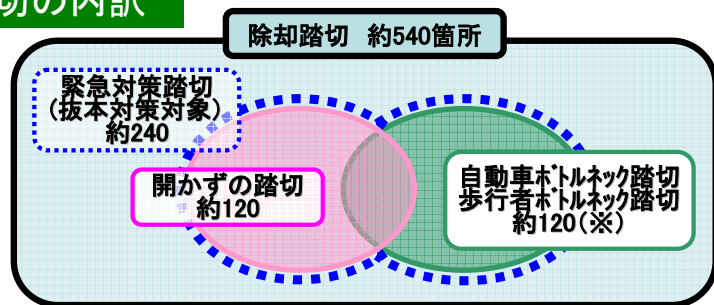 切の内訳
除却踏切 約540箇所
緊急対策踏切
(抜本対策対象)
約240
開かずの踏切
約120
自動車ボトルネック踏切
歩行者ボトルネック踏切
約120(※)